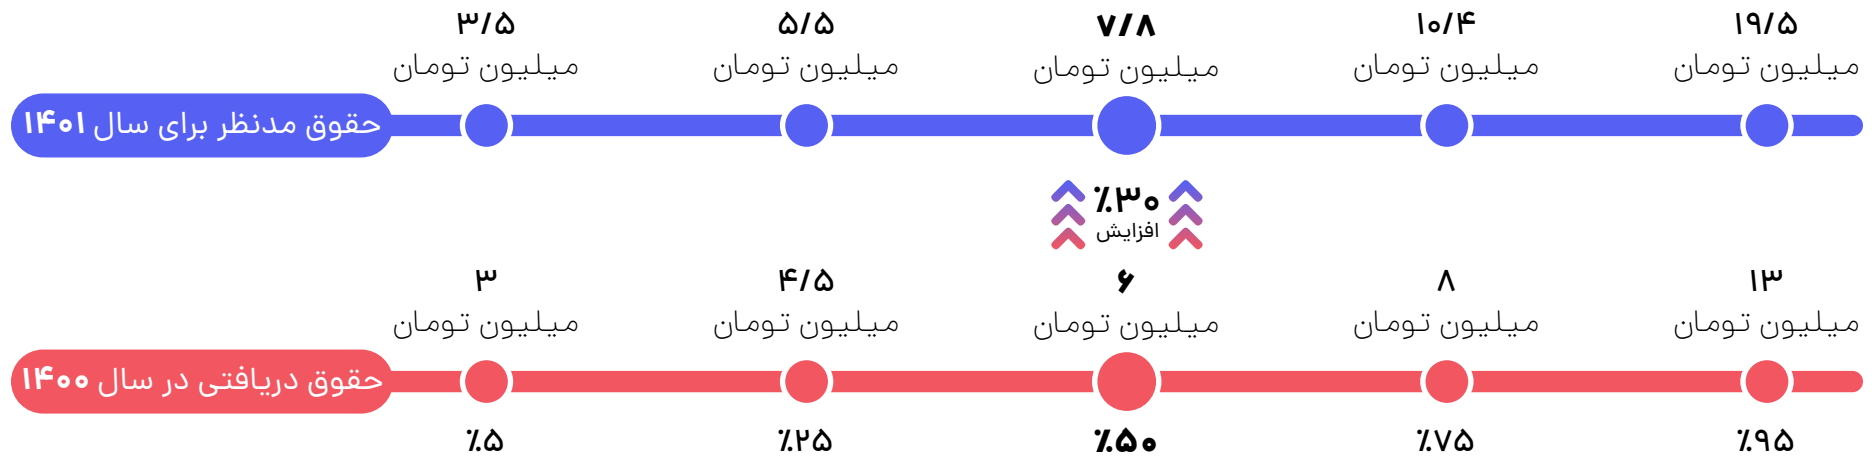 ۳/۵
میلیون تومان
۵/۵
میلیون تومان
۷/۸
میلیون تومان
۱۰/۴
میلیون تومان
۱۹/۵
میلیون تومان
حقوق مدنظر برای سال ۱۴۰۱
٪۳۰
افزایش
۳
میلیون تومان
۴/۵
میلیون تومان
۶
میلیون تومان
۸
میلیون تومان
۱۳
میلیون تومان
حقوق دریافتی در سال ۱۴۰۰
٪۵
٪۲۵
٪۵۰
٪۷۵
٪۹۵